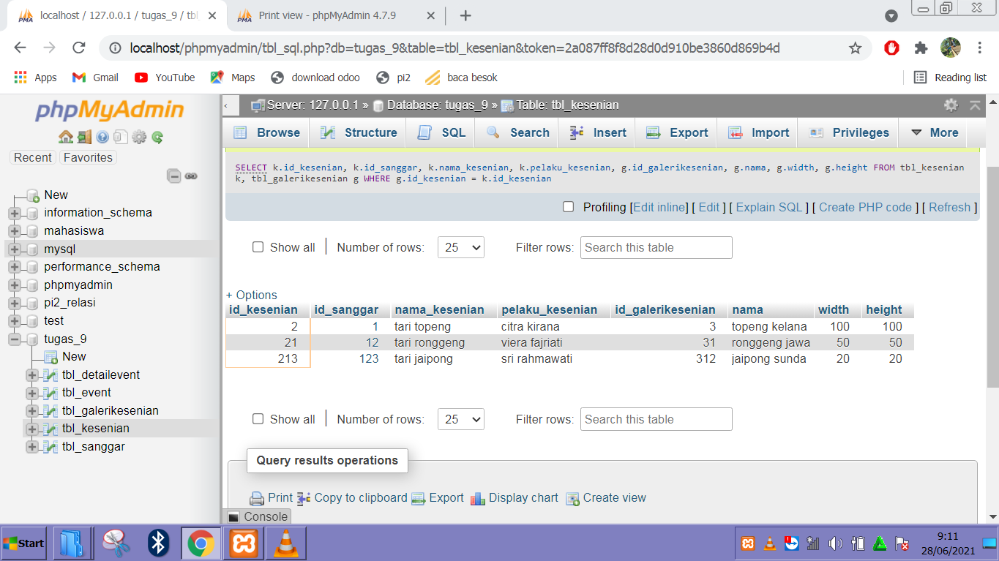 localhost / 127.0.0.1 / tugas_9 / tbl_
Print view - phpMyAdmin 4.7.9
localhost/phpmyadmin/tbl_sql.php?db=tugas_9&table=tbl_kesenian&token=2a087ff8f8d28d0d910be3860d869b4d
Apps Gmail YouTube Maps download odoo pi2 baca besok Reading list
phpMyAdmin
Recent Favorites
New
information_schema
mahasiswa
mysql
performance_schema
phpmyadmin
pi2_relasi
test
tugas_9
New
tbl_detailevent
tbl_event
tbl_galerikesenian
tbl_kesenian
tbl_sanggar
Server: 127.0.0.1 » Database: tugas_9 » Table: tbl_kesenian
Browse Structure SQL Search Insert Export Import Privileges More
SELECT k.id_kesenian, k.id_sanggar, k.nama_kesenian, k.pelaku_kesenian, g.id_galerikesenian, g.nama, g.width, g.height FROM tbl_kesenian
k, tbl_galerikesenian g WHERE g.id_kesenian = k.id_kesenian
Profiling [Edit inline] [ Edit ] [ Explain SQL ] [ Create PHP code ] [ Refresh ]
Show all Number of rows: 25 Filter rows: Search this table
+ Options
id_kesenian id_sanggar nama_kesenian pelaku_kesenian id_galerikesenian nama width height
2 1 tari topeng citra kirana 3 topeng kelana 100 100
21 12 tari ronggeng viera fajriati 31 ronggeng jawa 50 50
213 123 tari jaipong sri rahmawati 312 jaipong sunda 20 20
Show all Number of rows: 25 Filter rows: Search this table
Query results operations
Print Copy to clipboard Export Display chart Create view
Console
Start
9:11
28/06/2021